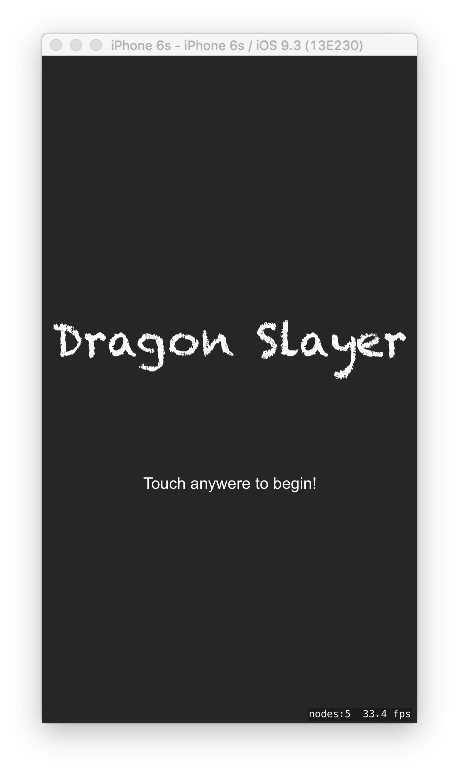 iPhone 6s - iPhone 6s / iOS 9.3 (13E230)
Dragon Slayer
Touch anywere to begin!
nodes:5  33.4 fps